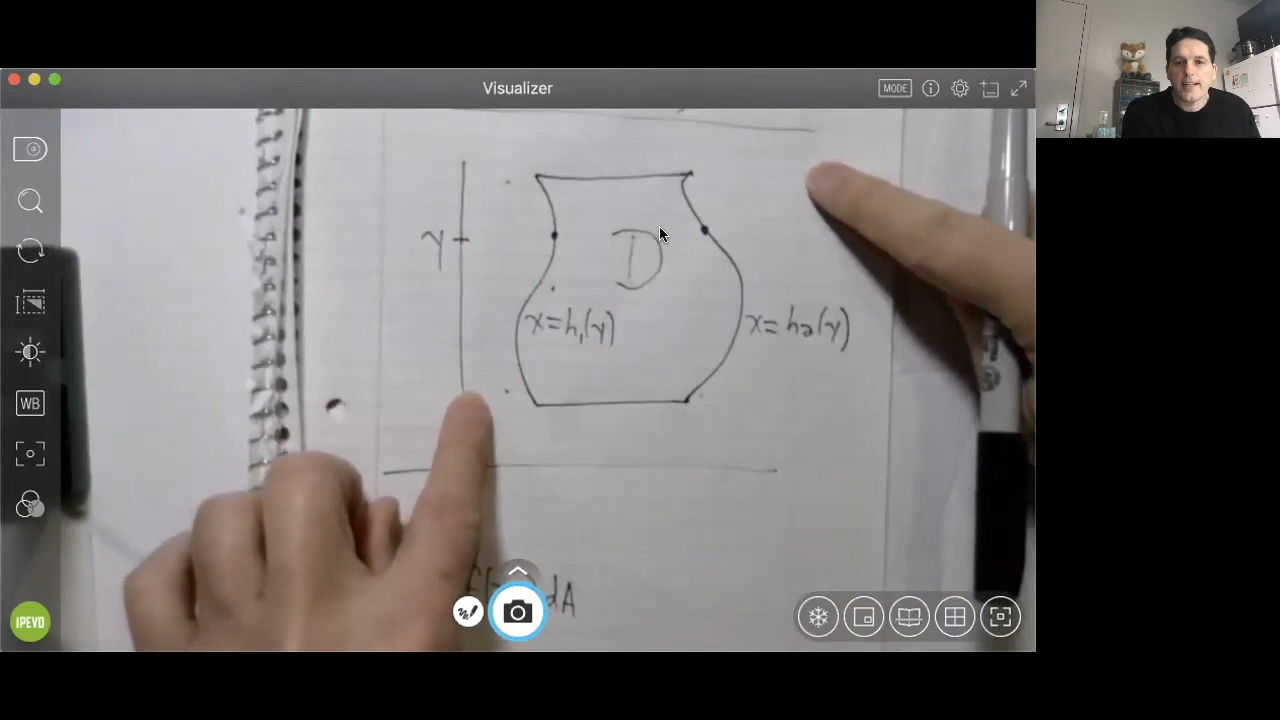 Visualizer
MODE
y
D
x=h₁(y)
x=h₂(y)
WB
dA
iPEVO